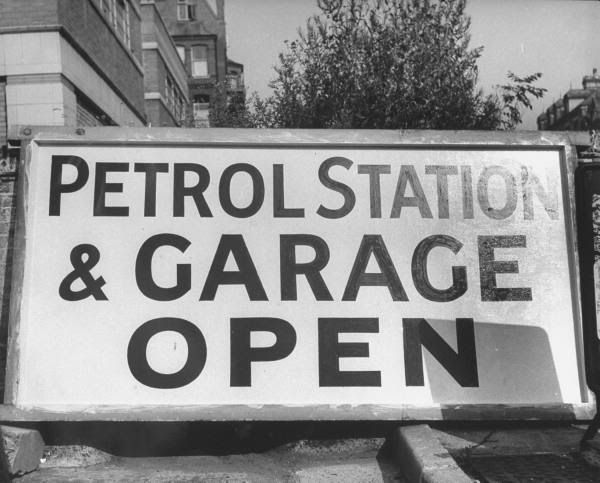 PETROL STATION
& GARAGE
OPEN